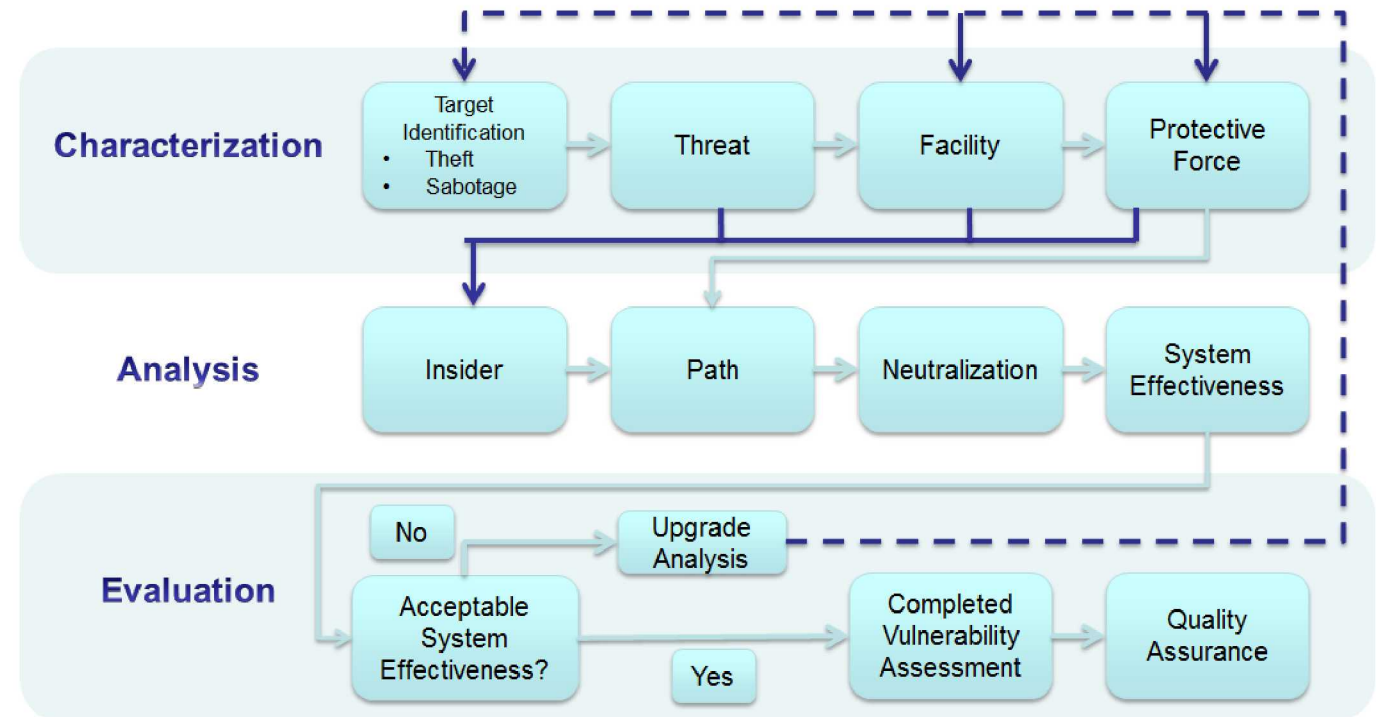 Characterization
Target
Identification
• Theft
• Sabotage
Threat
Facility
Protective
Force
Analysis
Insider
Path
Neutralization
System
Effectiveness
Evaluation
No
Upgrade
Analysis
Acceptable
System
Effectiveness?
Yes
Completed
Vulnerability
Assessment
Quality
Assurance